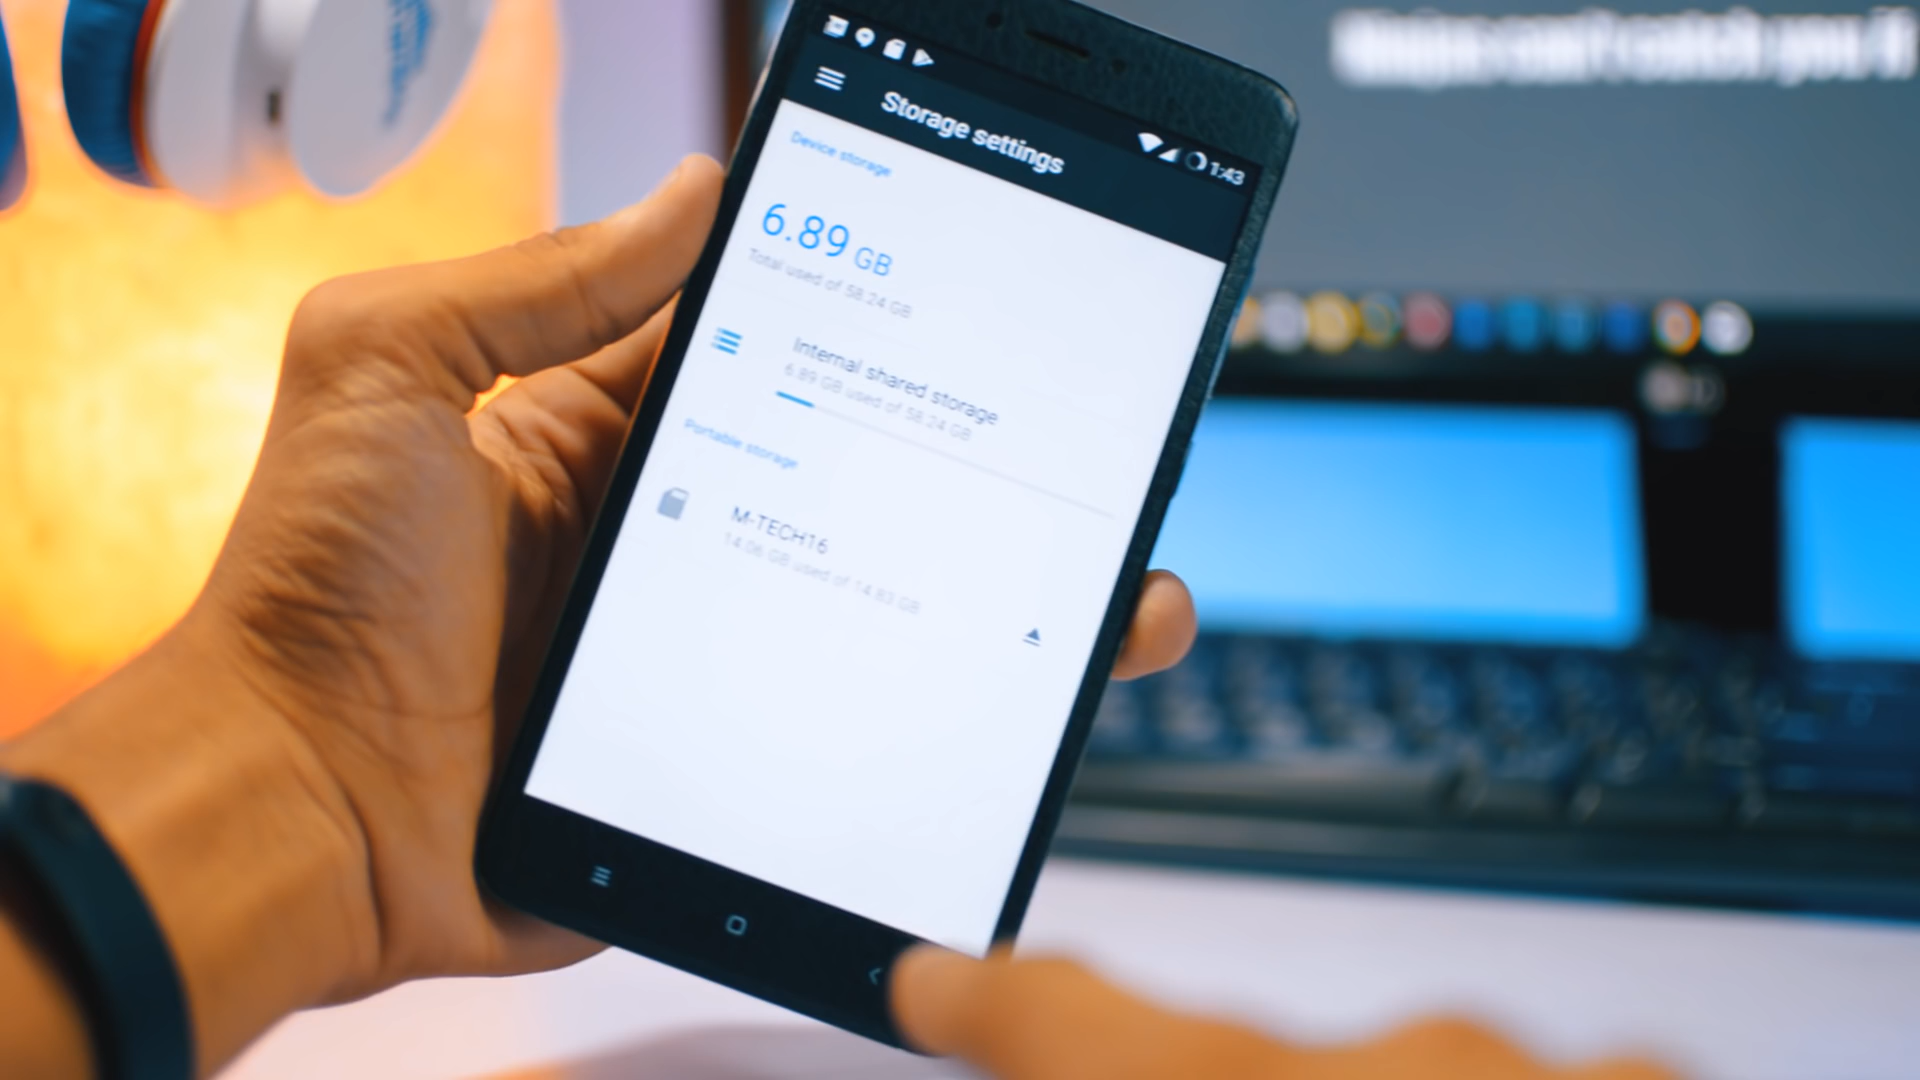 1:43
Storage settings
Device storage
6.89 GB
Total used of 58.24 GB
Internal shared storage
6.89 GB used of 58.24 GB
Portable storage
M-TECH16
14.06 GB used of 14.83 GB